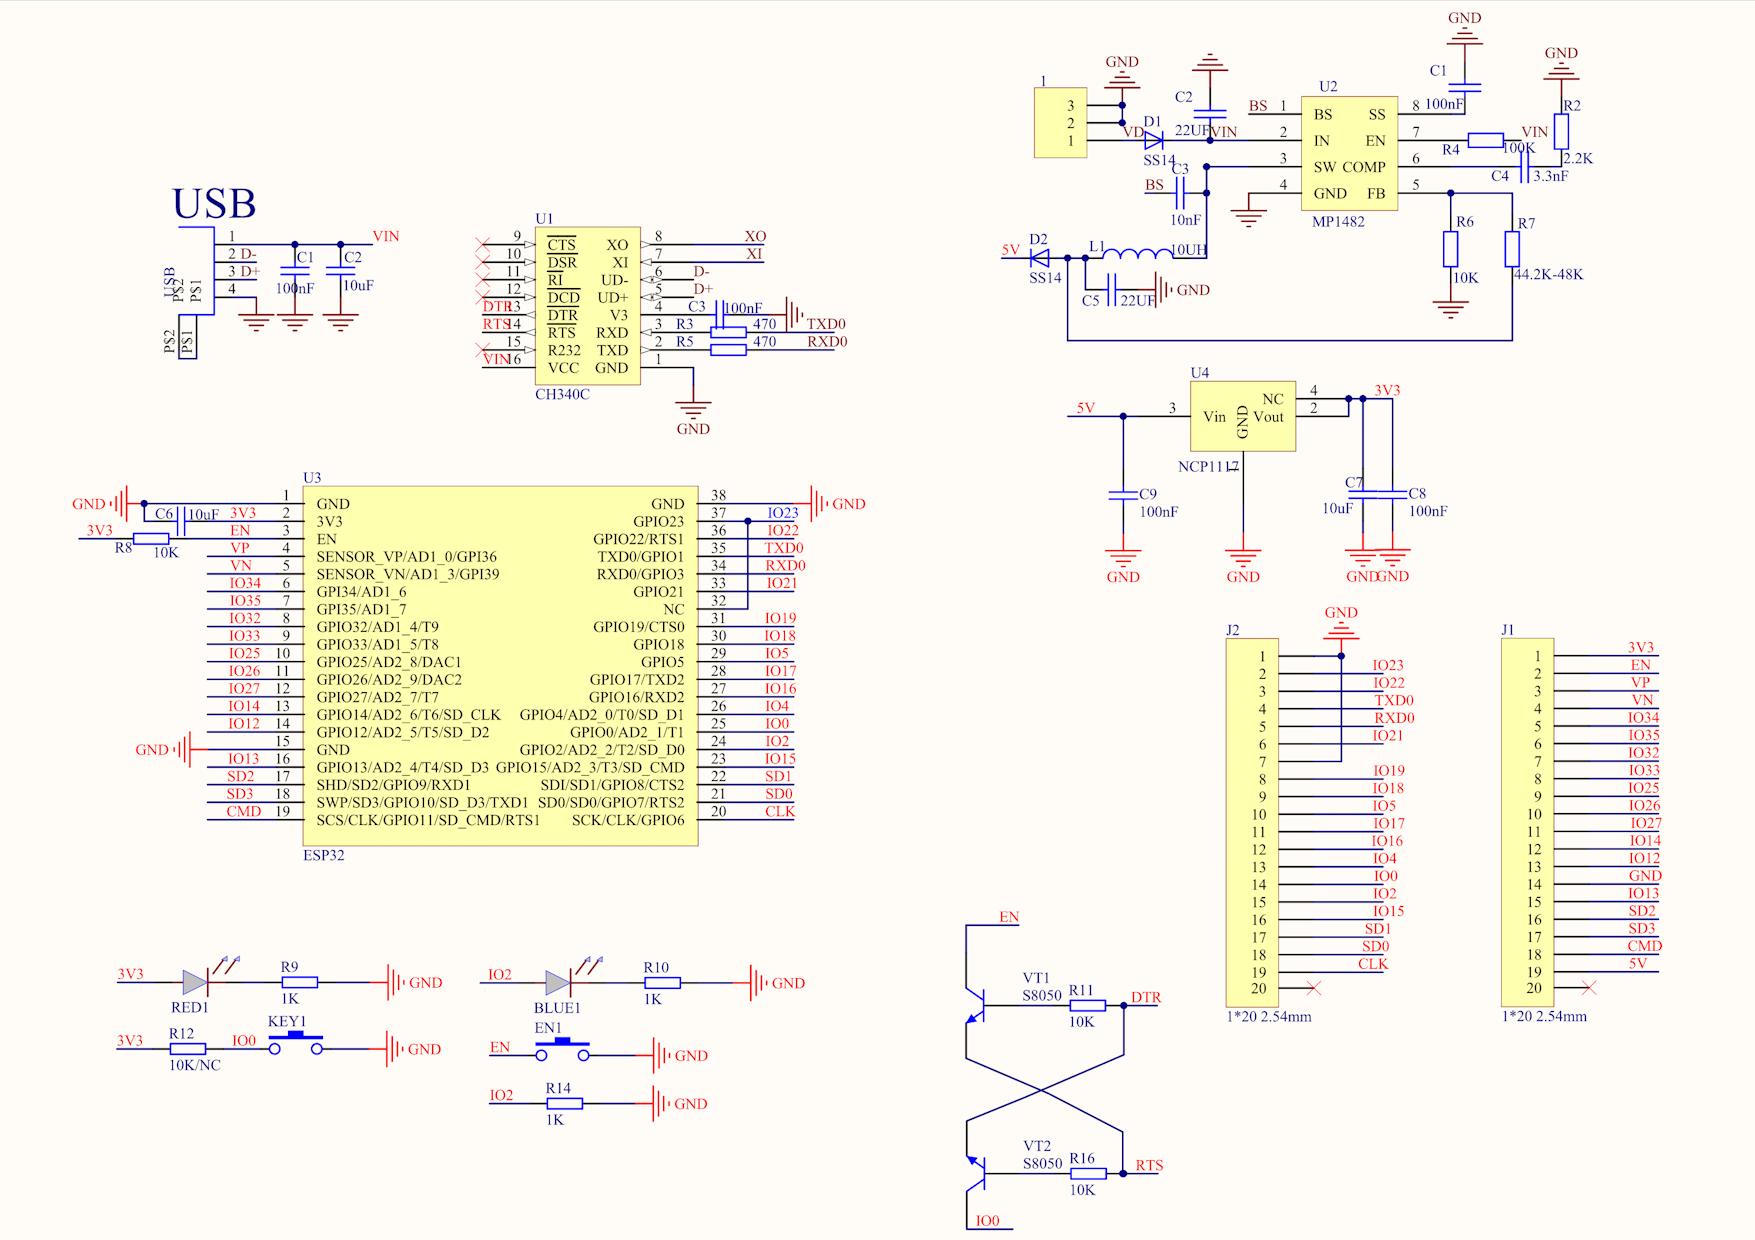 USB
1
2 D-
3 D+
4
VIN
C1
100nF
C2
10uF
USB
PS2
PS1
PS2
PS1
U1
9 CTS XO 8 XO
10 DSR XI 7 XI
11 RI UD- 6 D-
12 DCD UD+ 5 D+
DTR 13 DTR V3 4 C3 100nF
RTS 14 RTS RXD 3 R3 470 TXD0
15 R232 TXD 2 R5 470 RXD0
VIN 16 VCC GND 1
CH340C
GND
GND
1
3
2
1
VD
D1
SS14
C2
22UF
VIN
BS
C3
10nF
U2
BS 1 BS SS 8
2 IN EN 7
3 SW COMP 6
4 GND FB 5
MP1482
GND
C1
100nF
GND
R2
2.2K
R4
100K
VIN
C4
3.3nF
R6
10K
R7
44.2K-48K
5V
D2
SS14
L1
10UH
C5
22UF
GND
U4
5V
3 Vin
GND
NC 4
Vout 2
1
3V3
NCP1117
C9
100nF
C7
10uF
C8
100nF
GND
GND
GND
GND
U3
GND 1 GND GND 38 GND
C6 10uF 3V3 2 3V3 GPIO23 37 IO23
3V3 R8 10K EN 3 EN GPIO22/RTS1 36 IO22
VP 4 SENSOR_VP/AD1_0/GPI36 TXD0/GPIO1 35 TXD0
VN 5 SENSOR_VN/AD1_3/GPI39 RXD0/GPIO3 34 RXD0
IO34 6 GPI34/AD1_6 GPIO21 33 IO21
IO35 7 GPI35/AD1_7 NC 32
IO32 8 GPIO32/AD1_4/T9 GPIO19/CTS0 31 IO19
IO33 9 GPIO33/AD1_5/T8 GPIO18 30 IO18
IO25 10 GPIO25/AD2_8/DAC1 GPIO5 29 IO5
IO26 11 GPIO26/AD2_9/DAC2 GPIO17/TXD2 28 IO17
IO27 12 GPIO27/AD2_7/T7 GPIO16/RXD2 27 IO16
IO14 13 GPIO14/AD2_6/T6/SD_CLK GPIO4/AD2_0/T0/SD_D1 26 IO4
IO12 14 GPIO12/AD2_5/T5/SD_D2 GPIO0/AD2_1/T1 25 IO0
GND 15 GND GPIO2/AD2_2/T2/SD_D0 24 IO2
IO13 16 GPIO13/AD2_4/T4/SD_D3 GPIO15/AD2_3/T3/SD_CMD 23 IO15
SD2 17 SHD/SD2/GPIO9/RXD1 SDI/SD1/GPIO8/CTS2 22 SD1
SD3 18 SWP/SD3/GPIO10/SD_D3/TXD1 SD0/SD0/GPIO7/RTS2 21 SD0
CMD 19 SCS/CLK/GPIO11/SD_CMD/RTS1 SCK/CLK/GPIO6 20 CLK
ESP32
GND
J2
1
2 IO23
3 IO22
4 TXD0
5 RXD0
6 IO21
7
8 IO19
9 IO18
10 IO5
11 IO17
12 IO16
13 IO4
14 IO0
15 IO2
16 IO15
17 SD1
18 SD0
19 CLK
20
1*20 2.54mm
J1
1 3V3
2 EN
3 VP
4 VN
5 IO34
6 IO35
7 IO32
8 IO33
9 IO25
10 IO26
11 IO27
12 IO14
13 IO12
14 GND
15 IO13
16 SD2
17 SD3
18 CMD
19 5V
20
1*20 2.54mm
3V3 RED1 R9 1K GND
IO2 BLUE1 R10 1K GND
3V3 R12 10K/NC IO0 KEY1 GND
EN EN1 GND
IO2 R14 1K GND
EN
VT1
S8050
R11
10K
DTR
VT2
S8050
R16
10K
RTS
IO0